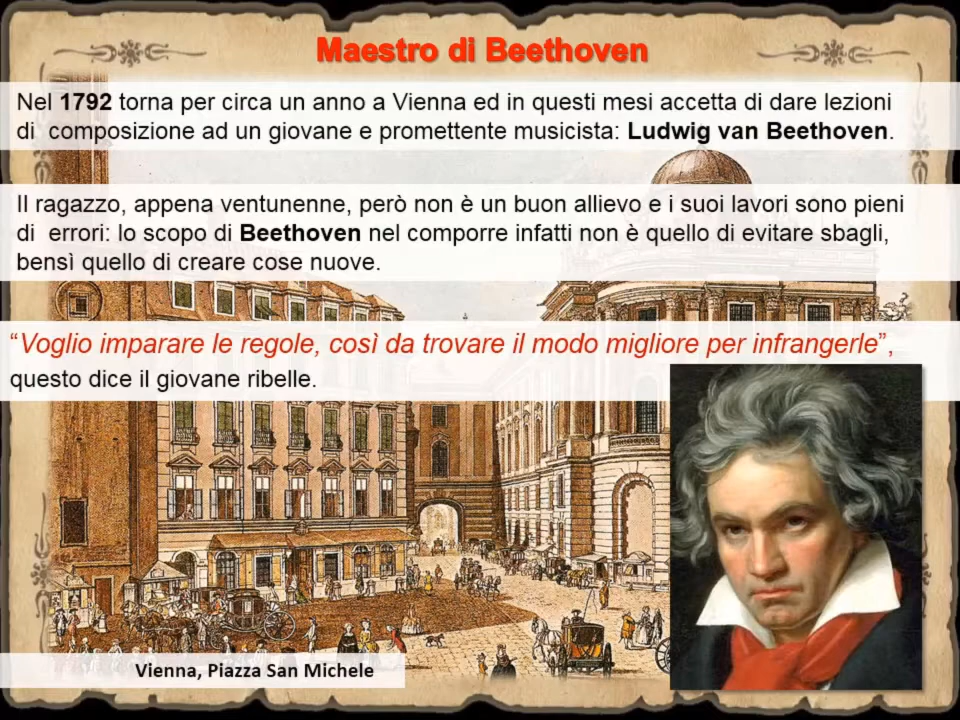 Maestro di Beethoven
Nel 1792 torna per circa un anno a Vienna ed in questi mesi accetta di dare lezioni
di composizione ad un giovane e promettente musicista: Ludwig van Beethoven.
Il ragazzo, appena ventunenne, però non è un buon allievo e i suoi lavori sono pieni
di errori: lo scopo di Beethoven nel comporre infatti non è quello di evitare sbagli,
bensì quello di creare cose nuove.
“Voglio imparare le regole, così da trovare il modo migliore per infrangerle”,
questo dice il giovane ribelle.
Vienna, Piazza San Michele